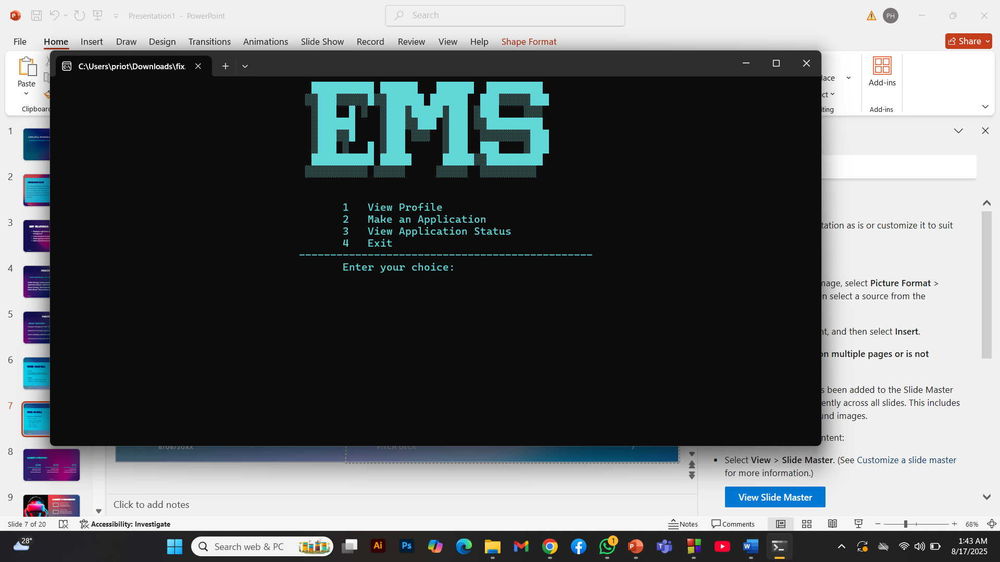 Presentation1 - PowerPoint
Search
PH
File
Home
Insert
Draw
Design
Transitions
Animations
Slide Show
Record
Review
View
Help
Shape Format
Share
C:\Users\priot\Downloads\fix.
Paste
Clipboard
lace
ct
iting
Add-ins
Add-ins
EMS
1 View Profile
2 Make an Application
3 View Application Status
4 Exit
-----------------------------------------------
Enter your choice:
1
2
3
4
5
6
7
8
9
tation as is or customize it to suit
mage, select Picture Format >
en select a source from the
nt, and then select Insert.
on multiple pages or is not
s been added to the Slide Master
ently across all slides. This includes
und images.
ntent:
▪ Select View > Slide Master. (See Customize a slide master
for more information.)
View Slide Master
8/06/20XX
PITCH DECK
7
Click to add notes
Slide 7 of 20
Accessibility: Investigate
Notes
Comments
68%
28°
Search web & PC
Ai
Ps
1
1:43 AM
8/17/2025